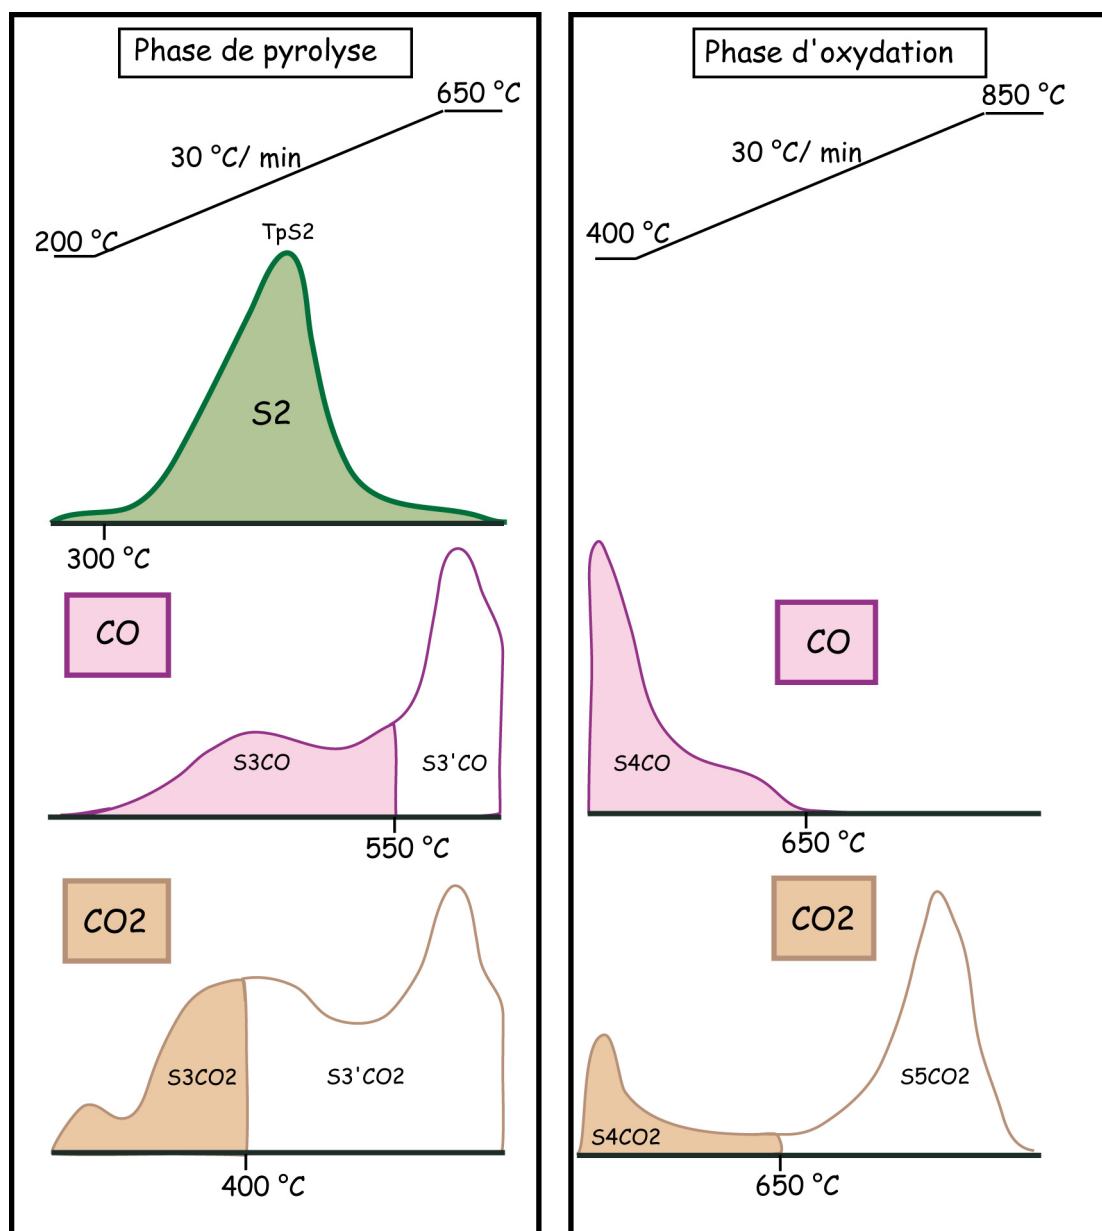 Phase de pyrolyse
650 °C
30 °C/ min
200 °C
TpS2
S2
300 °C
CO
S3CO
S3'CO
550 °C
CO2
S3CO2
S3'CO2
400 °C
Phase d'oxydation
850 °C
30 °C/ min
400 °C
CO
S4CO
650 °C
CO2
S5CO2
S4CO2
650 °C